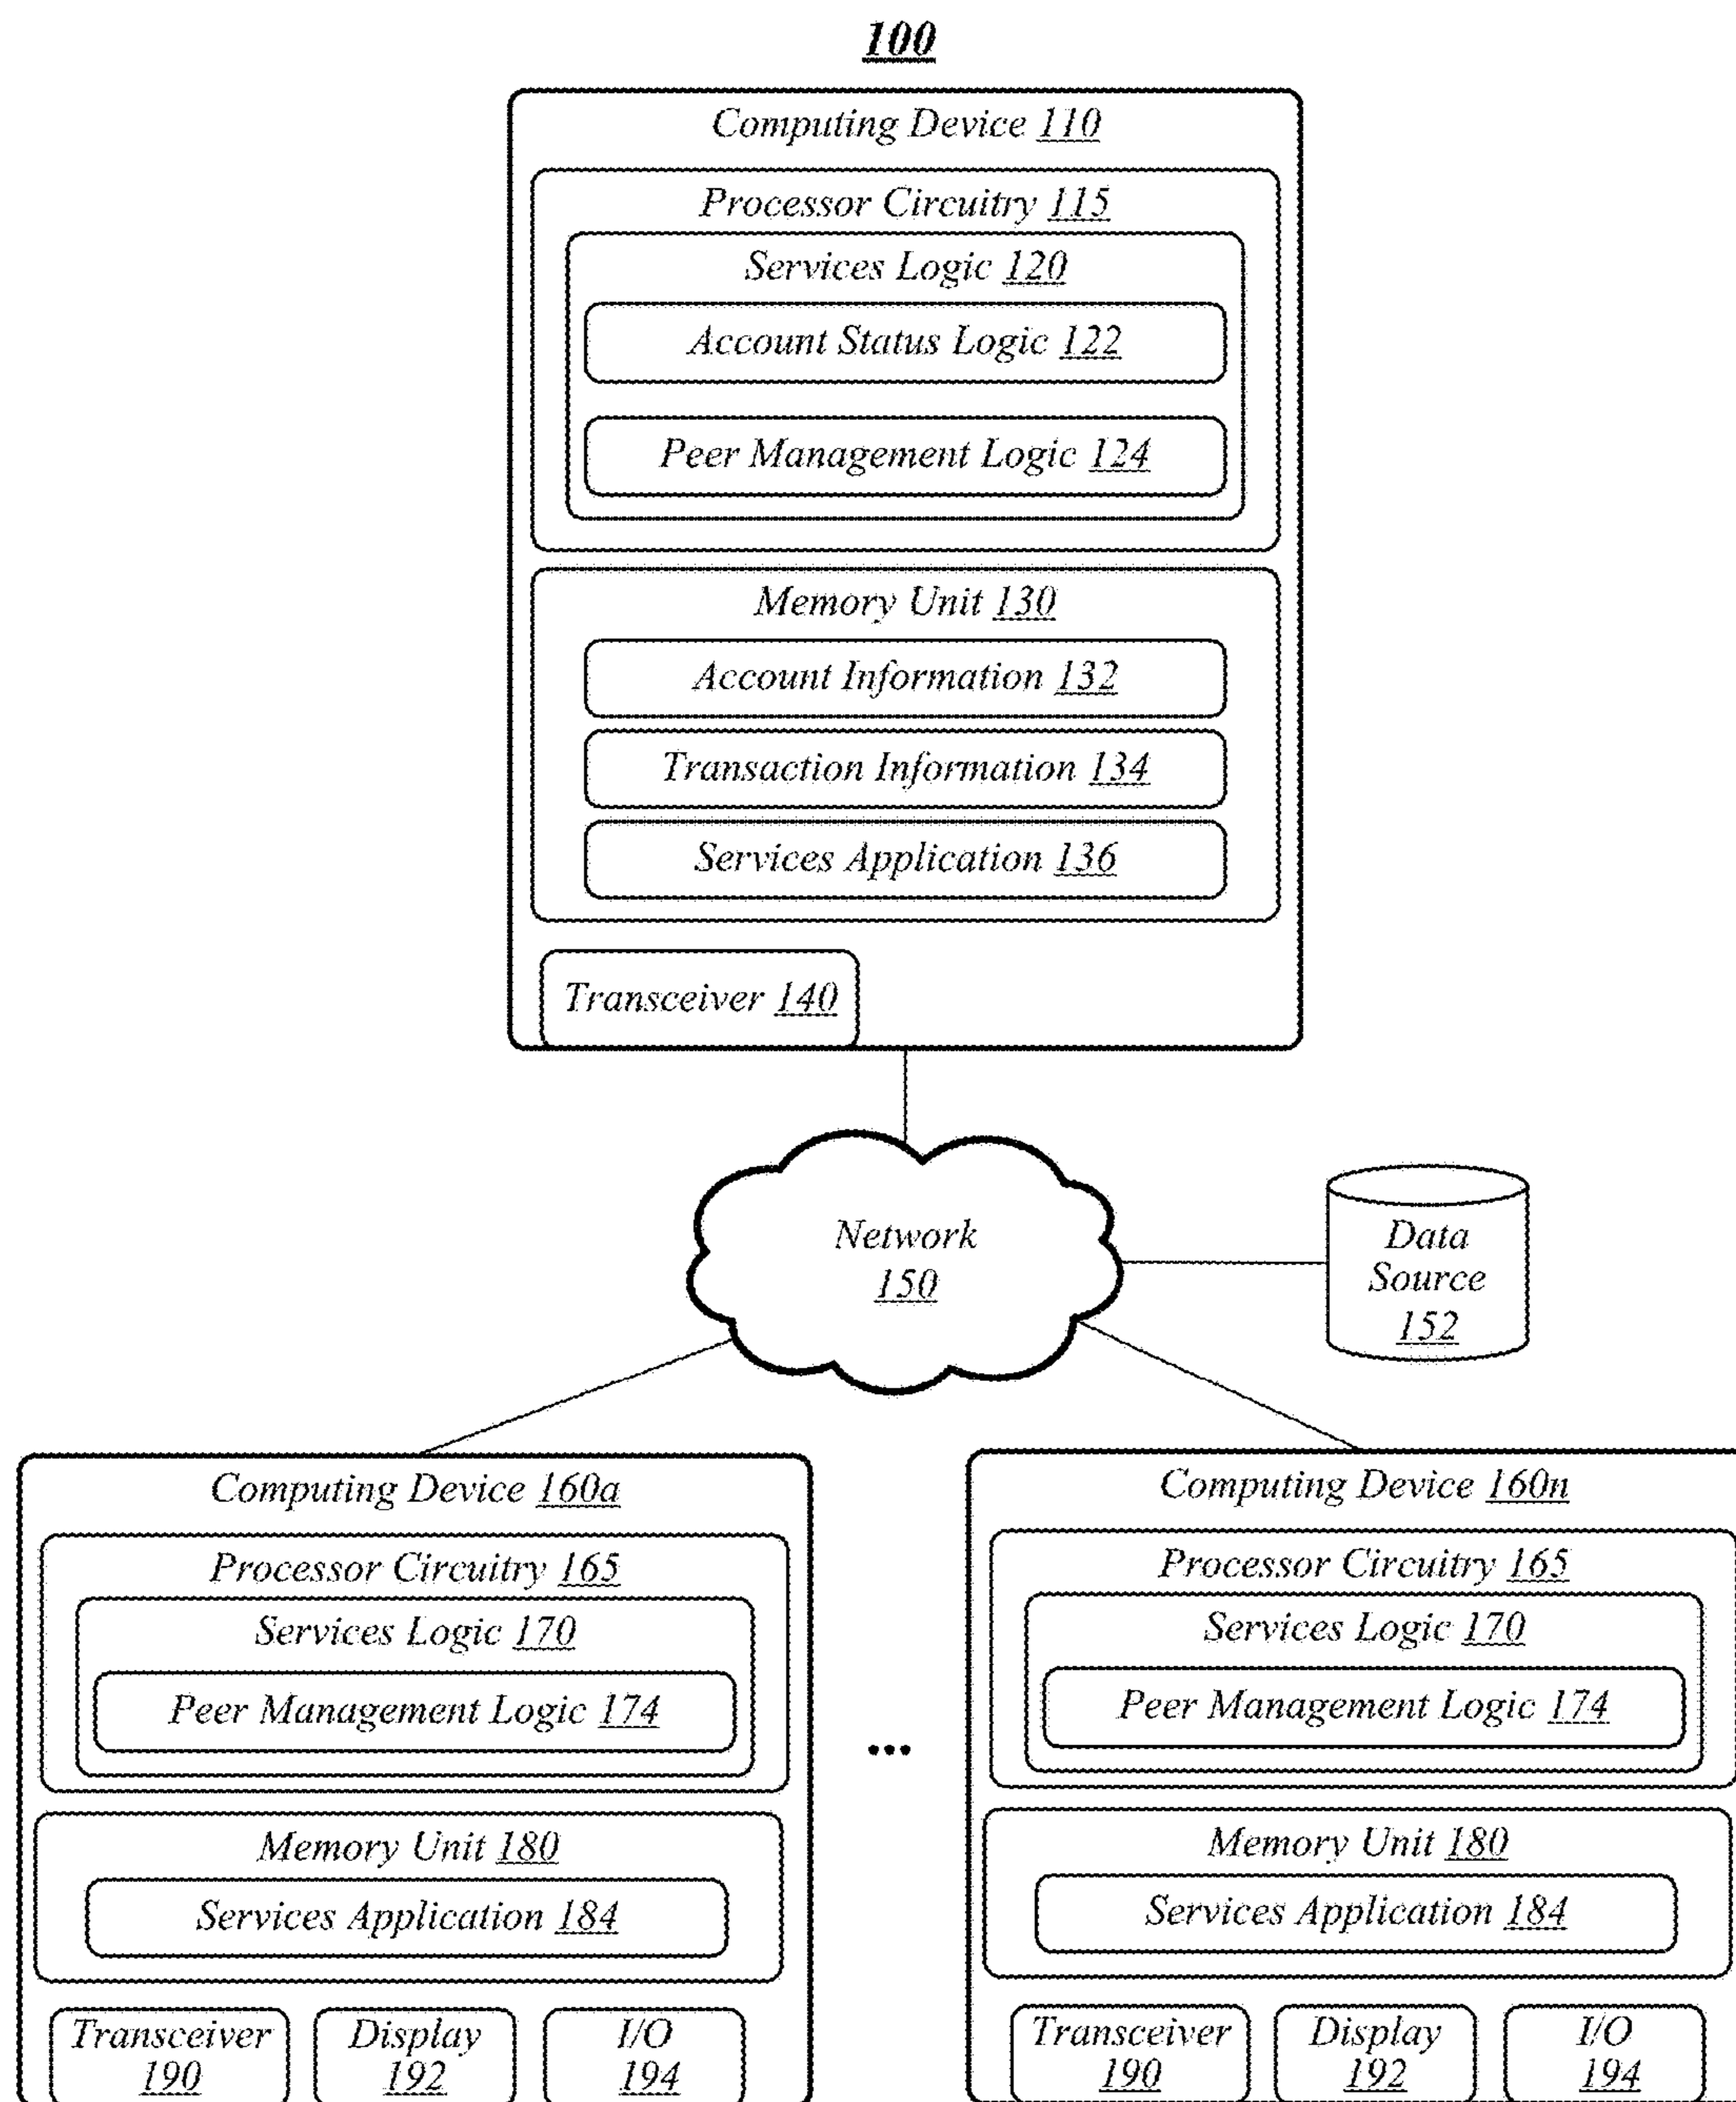 100
Computing Device 110
Processor Circuitry 115
Services Logic 120
Account Status Logic 122
Peer Management Logic 124
Memory Unit 130
Account Information 132
Transaction Information 134
Services Application 136
Transceiver 140
Network
150
Data
Source
152
Computing Device 160a
Processor Circuitry 165
Services Logic 170
Peer Management Logic 174
Memory Unit 180
Services Application 184
Transceiver
190
Display
192
I/O
194
...
Computing Device 160n
Processor Circuitry 165
Services Logic 170
Peer Management Logic 174
Memory Unit 180
Services Application 184
Transceiver
190
Display
192
I/O
194